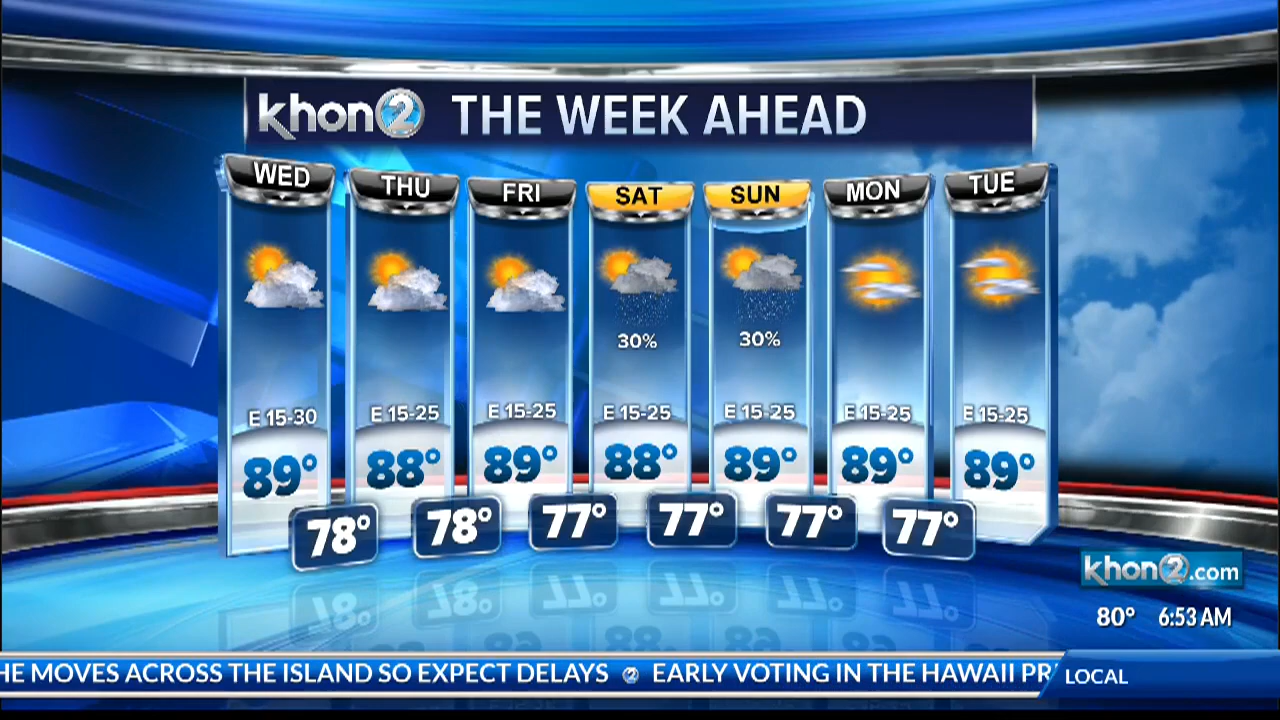 khon2 THE WEEK AHEAD
WED THU FRI SAT SUN MON TUE
30% 30%
E 15-30 E 15-25 E 15-25 E 15-25 E 15-25 E 15-25 E 15-25
89° 88° 89° 88° 89° 89° 89°
78° 78° 77° 77° 77° 77°
khon2.com
80° 6:53 AM
HE MOVES ACROSS THE ISLAND SO EXPECT DELAYS 2 EARLY VOTING IN THE HAWAII PR LOCAL